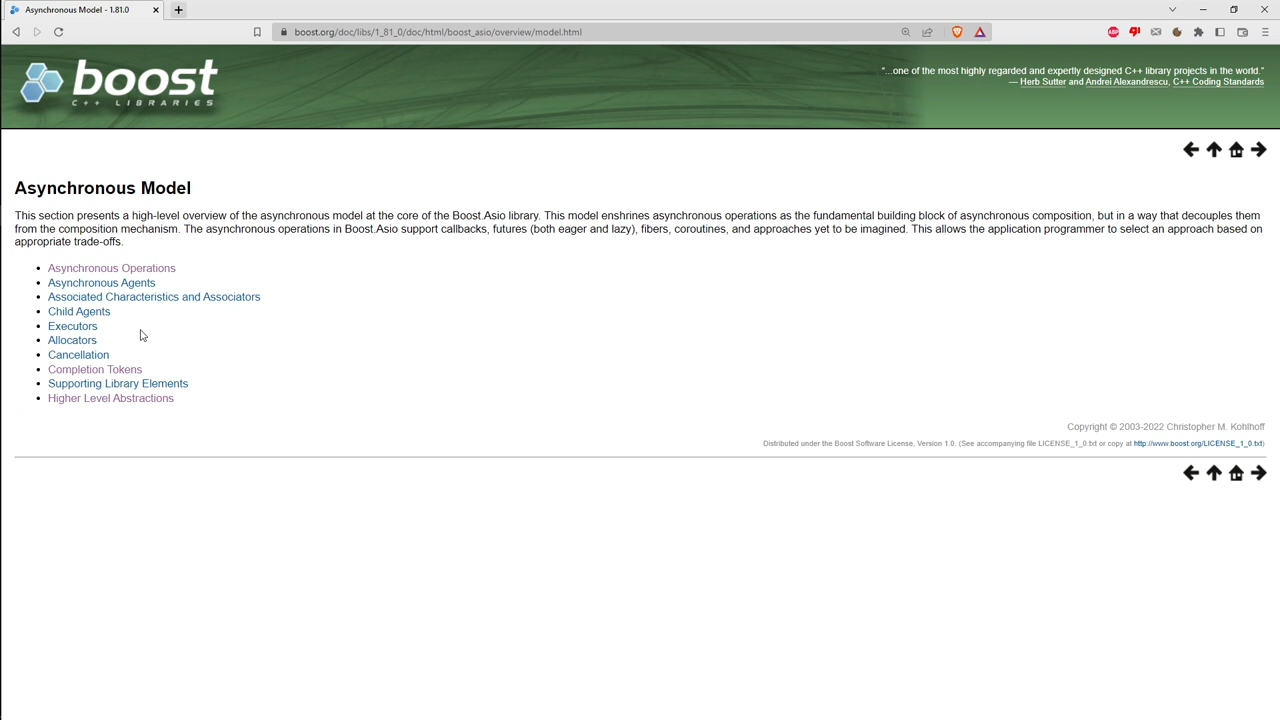 Asynchronous Model - 1.81.0
boost.org/doc/libs/1_81_0/doc/html/boost_asio/overview/model.html
ABP
boost
C++ LIBRARIES
"...one of the most highly regarded and expertly designed C++ library projects in the world."
— Herb Sutter and Andrei Alexandrescu, C++ Coding Standards
Asynchronous Model
This section presents a high-level overview of the asynchronous model at the core of the Boost.Asio library. This model enshrines asynchronous operations as the fundamental building block of asynchronous composition, but in a way that decouples them
from the composition mechanism. The asynchronous operations in Boost.Asio support callbacks, futures (both eager and lazy), fibers, coroutines, and approaches yet to be imagined. This allows the application programmer to select an approach based on
appropriate trade-offs.
• Asynchronous Operations
• Asynchronous Agents
• Associated Characteristics and Associators
• Child Agents
• Executors
• Allocators
• Cancellation
• Completion Tokens
• Supporting Library Elements
• Higher Level Abstractions
Copyright © 2003-2022 Christopher M. Kohlhoff
Distributed under the Boost Software License, Version 1.0. (See accompanying file LICENSE_1_0.txt or copy at http://www.boost.org/LICENSE_1_0.txt)